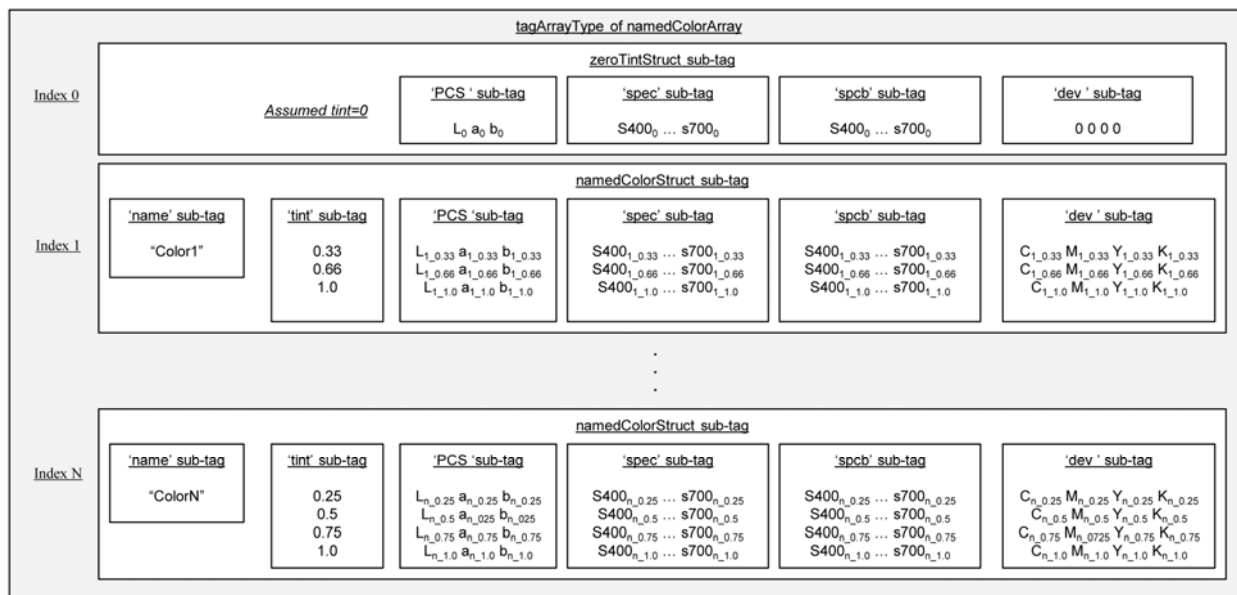 tagArrayType of namedColorArray
zeroTintStruct sub-tag
Index 0
Assumed tint=0
‘PCS ‘ sub-tag
L₀ a₀ b₀
‘spec’ sub-tag
S400₀ … s700₀
‘spcb’ sub-tag
S400₀ … s700₀
‘dev ’ sub-tag
0 0 0 0
namedColorStruct sub-tag
Index 1
‘name’ sub-tag
“Color1”
‘tint’ sub-tag
0.33
0.66
1.0
‘PCS ‘sub-tag
L1_0.33 a1_0.33 b1_0.33
L1_0.66 a1_0.66 b1_0.66
L1_1.0 a1_1.0 b1_1.0
‘spec’ sub-tag
S4001_0.33 … s7001_0.33
S4001_0.66 … s7001_0.66
S4001_1.0 … s7001_1.0
‘spcb’ sub-tag
S4001_0.33 … s7001_0.33
S4001_0.66 … s7001_0.66
S4001_1.0 … s7001_1.0
‘dev ’ sub-tag
C1_0.33 M1_0.33 Y1_0.33 K1_0.33
C1_0.66 M1_0.66 Y1_0.66 K1_0.66
C1_1.0 M1_1.0 Y1_1.0 K1_1.0
.
.
.
namedColorStruct sub-tag
Index N
‘name’ sub-tag
“ColorN”
‘tint’ sub-tag
0.25
0.5
0.75
1.0
‘PCS ‘sub-tag
Ln_0.25 an_0.25 bn_0.25
Ln_0.5 an_025 bn_025
Ln_0.75 an_0.75 bn_0.75
Ln_1.0 an_1.0 bn_1.0
‘spec’ sub-tag
S400n_0.25 … s700n_0.25
S400n_0.5 … s700n_0.5
S400n_0.75 … s700n_0.75
S400n_1.0 … s700n_1.0
‘spcb’ sub-tag
S400n_0.25 … s700n_0.25
S400n_0.5 … s700n_0.5
S400n_0.75 … s700n_0.75
S400n_1.0 … s700n_1.0
‘dev ’ sub-tag
Cn_0.25 Mn_0.25 Yn_0.25 Kn_0.25
Cn_0.5 Mn_0.5 Yn_0.5 Kn_0.5
Cn_0.75 Mn_0725 Yn_0.75 Kn_0.75
Cn_1.0 Mn_1.0 Yn_1.0 Kn_1.0